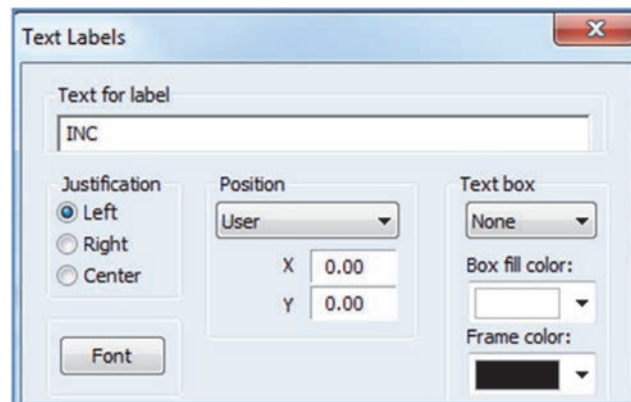 Text Labels
Text for label
INC
Justification
Left
Right
Center
Font
Position
User
X 0.00
Y 0.00
Text box
None
Box fill color:
Frame color: